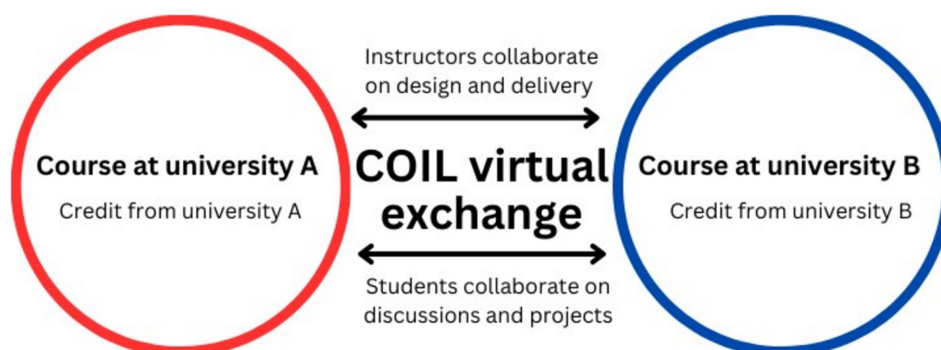 Course at university A
Credit from university A
Instructors collaborate
on design and delivery
COIL virtual
exchange
Students collaborate on
discussions and projects
Course at university B
Credit from university B